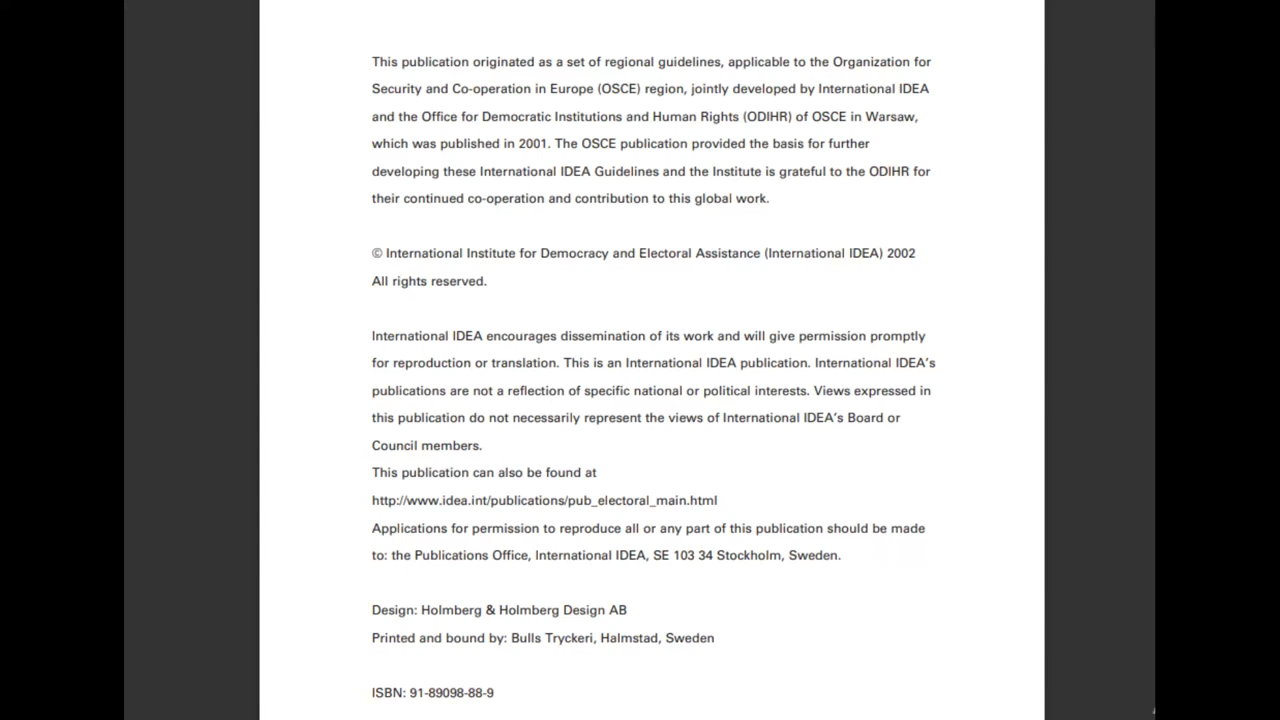 This publication originated as a set of regional guidelines, applicable to the Organization for
Security and Co-operation in Europe (OSCE) region, jointly developed by International IDEA
and the Office for Democratic Institutions and Human Rights (ODIHR) of OSCE in Warsaw,
which was published in 2001. The OSCE publication provided the basis for further
developing these International IDEA Guidelines and the Institute is grateful to the ODIHR for
their continued co-operation and contribution to this global work.
© International Institute for Democracy and Electoral Assistance (International IDEA) 2002
All rights reserved.
International IDEA encourages dissemination of its work and will give permission promptly
for reproduction or translation. This is an International IDEA publication. International IDEA’s
publications are not a reflection of specific national or political interests. Views expressed in
this publication do not necessarily represent the views of International IDEA’s Board or
Council members.
This publication can also be found at
http://www.idea.int/publications/pub_electoral_main.html
Applications for permission to reproduce all or any part of this publication should be made
to: the Publications Office, International IDEA, SE 103 34 Stockholm, Sweden.
Design: Holmberg & Holmberg Design AB
Printed and bound by: Bulls Tryckeri, Halmstad, Sweden
ISBN: 91-89098-88-9